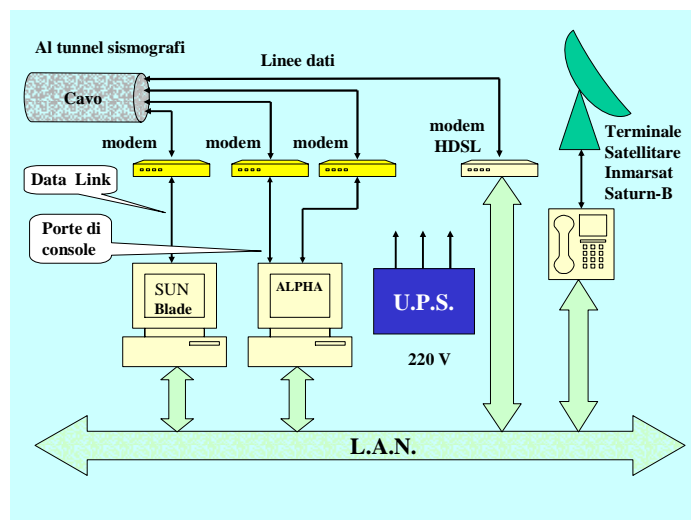 Al tunnel sismografi
Linee dati
Cavo
modem
modem
modem
modem
HDSL
Terminale
Satellitare
Inmarsat
Saturn-B
Data Link
Porte di
console
SUN
Blade
ALPHA
U.P.S.
220 V
L.A.N.